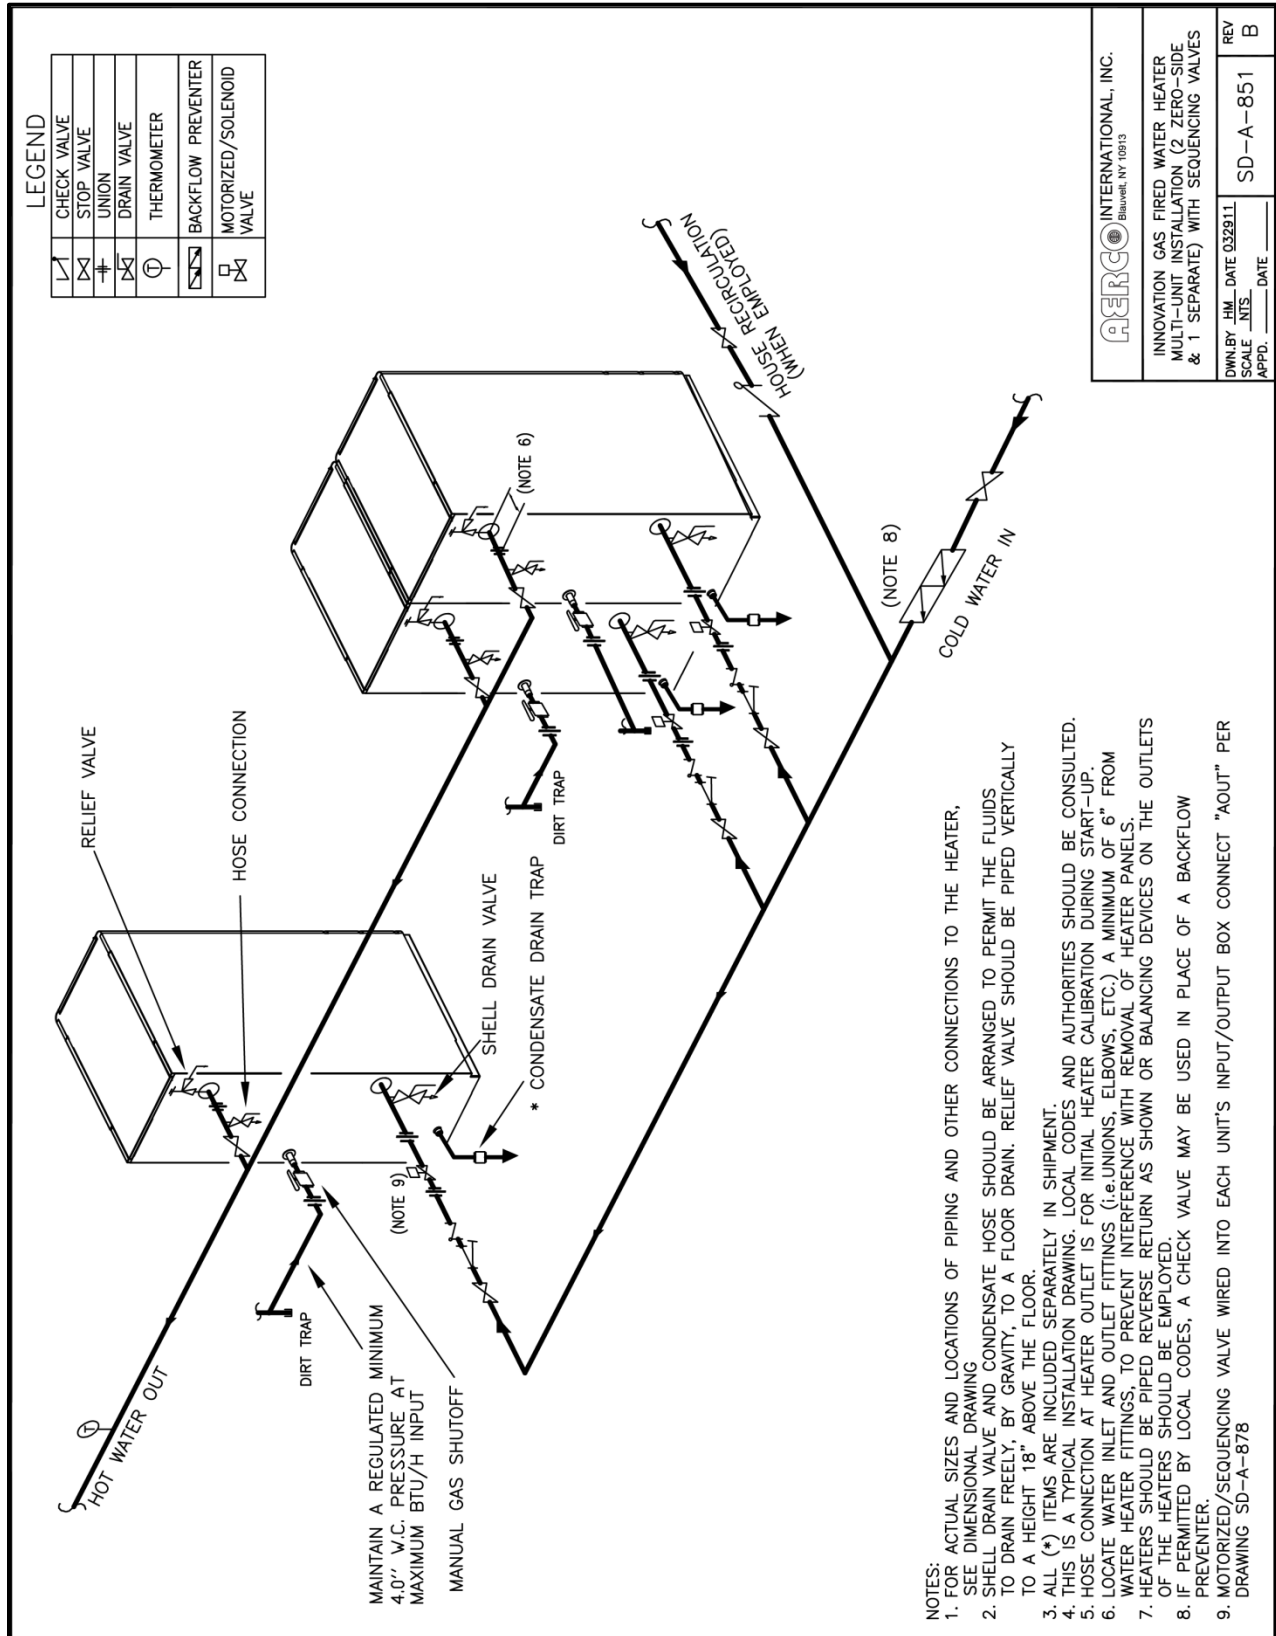 LEGEND
CHECK VALVE
STOP VALVE
UNION
DRAIN VALVE
T
THERMOMETER
BACKFLOW PREVENTER
MOTORIZED/SOLENOID
VALVE
RELIEF VALVE
HOSE CONNECTION
T
HOT WATER OUT
MAINTAIN A REGULATED MINIMUM
4.0'' W.C. PRESSURE AT
MAXIMUM BTU/H INPUT
MANUAL GAS SHUTOFF
DIRT TRAP
(NOTE 9)
SHELL DRAIN VALVE
* CONDENSATE DRAIN TRAP
DIRT TRAP
(NOTE 6)
HOUSE RECIRCULATION
(WHEN EMPLOYED)
(NOTE 8)
COLD WATER IN
NOTES:
1. FOR ACTUAL SIZES AND LOCATIONS OF PIPING AND OTHER CONNECTIONS TO THE HEATER,
SEE DIMENSIONAL DRAWING
2. SHELL DRAIN VALVE AND CONDENSATE HOSE SHOULD BE ARRANGED TO PERMIT THE FLUIDS
TO DRAIN FREELY, BY GRAVITY, TO A FLOOR DRAIN. RELIEF VALVE SHOULD BE PIPED VERTICALLY
TO A HEIGHT 18" ABOVE THE FLOOR.
3. ALL (*) ITEMS ARE INCLUDED SEPARATELY IN SHIPMENT.
4. THIS IS A TYPICAL INSTALLATION DRAWING. LOCAL CODES AND AUTHORITIES SHOULD BE CONSULTED.
5. HOSE CONNECTION AT HEATER OUTLET IS FOR INITIAL HEATER CALIBRATION DURING START-UP.
6. LOCATE WATER INLET AND OUTLET FITTINGS (i.e.UNIONS, ELBOWS, ETC.) A MINIMUM OF 6" FROM
WATER HEATER FITTINGS, TO PREVENT INTERFERENCE WITH REMOVAL OF HEATER PANELS.
7. HEATERS SHOULD BE PIPED REVERSE RETURN AS SHOWN OR BALANCING DEVICES ON THE OUTLETS
OF THE HEATERS SHOULD BE EMPLOYED.
8. IF PERMITTED BY LOCAL CODES, A CHECK VALVE MAY BE USED IN PLACE OF A BACKFLOW
PREVENTER.
9. MOTORIZED/SEQUENCING VALVE WIRED INTO EACH UNIT'S INPUT/OUTPUT BOX CONNECT "AOUT" PER
DRAWING SD-A-878
AERCO INTERNATIONAL, INC.
Blauvelt, NY 10913
INNOVATION GAS FIRED WATER HEATER
MULTI-UNIT INSTALLATION (2 ZERO-SIDE
& 1 SEPARATE) WITH SEQUENCING VALVES
DWN.BY HM DATE 032911
SCALE NTS
APPD. DATE
SD-A-851
REV
B